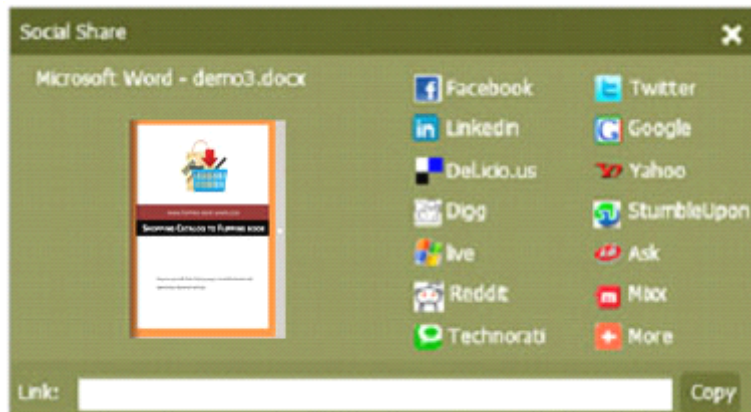 Social Share
Microsoft Word - demo3.docx
SHOPPING CATALOG TO FLIPPING BOOK
Facebook
Twitter
Linkedin
Google
Del.icio.us
Yahoo
Digg
StumbleUpon
live
Ask
Reddit
Mixx
Technorati
More
Link:
Copy